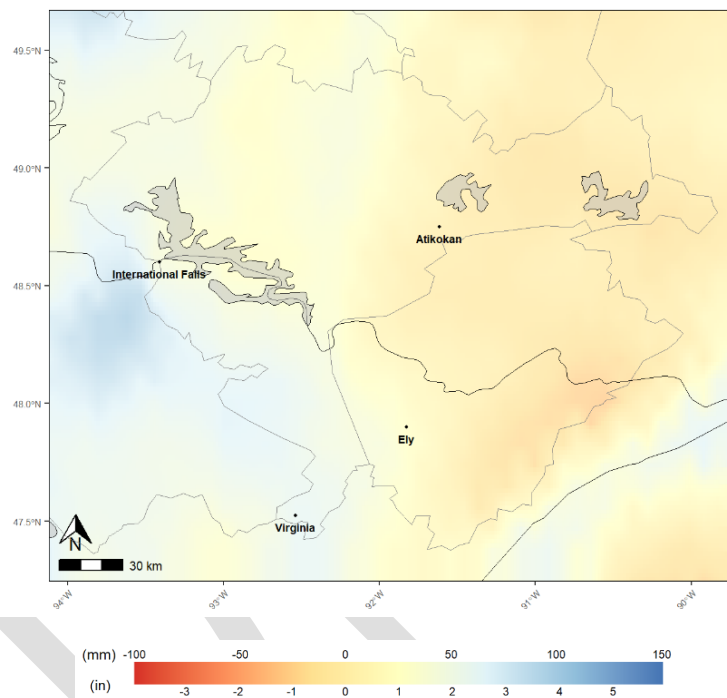 49.5°N
49.0°N
Atikokan
International Falls
48.5°N
48.0°N
Ely
47.5°N
Virginia
N
30 km
94°W 93°W 92°W 91°W 90°W
(mm) -100 -50 0 50 100 150
(in) -3 -2 -1 0 1 2 3 4 5